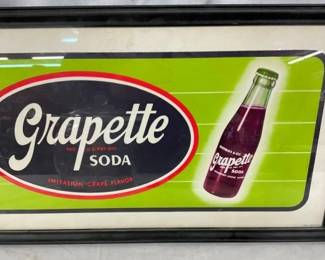 Grapette
SODA
IMITATION GRAPE FLAVOR
Grapette
SODA